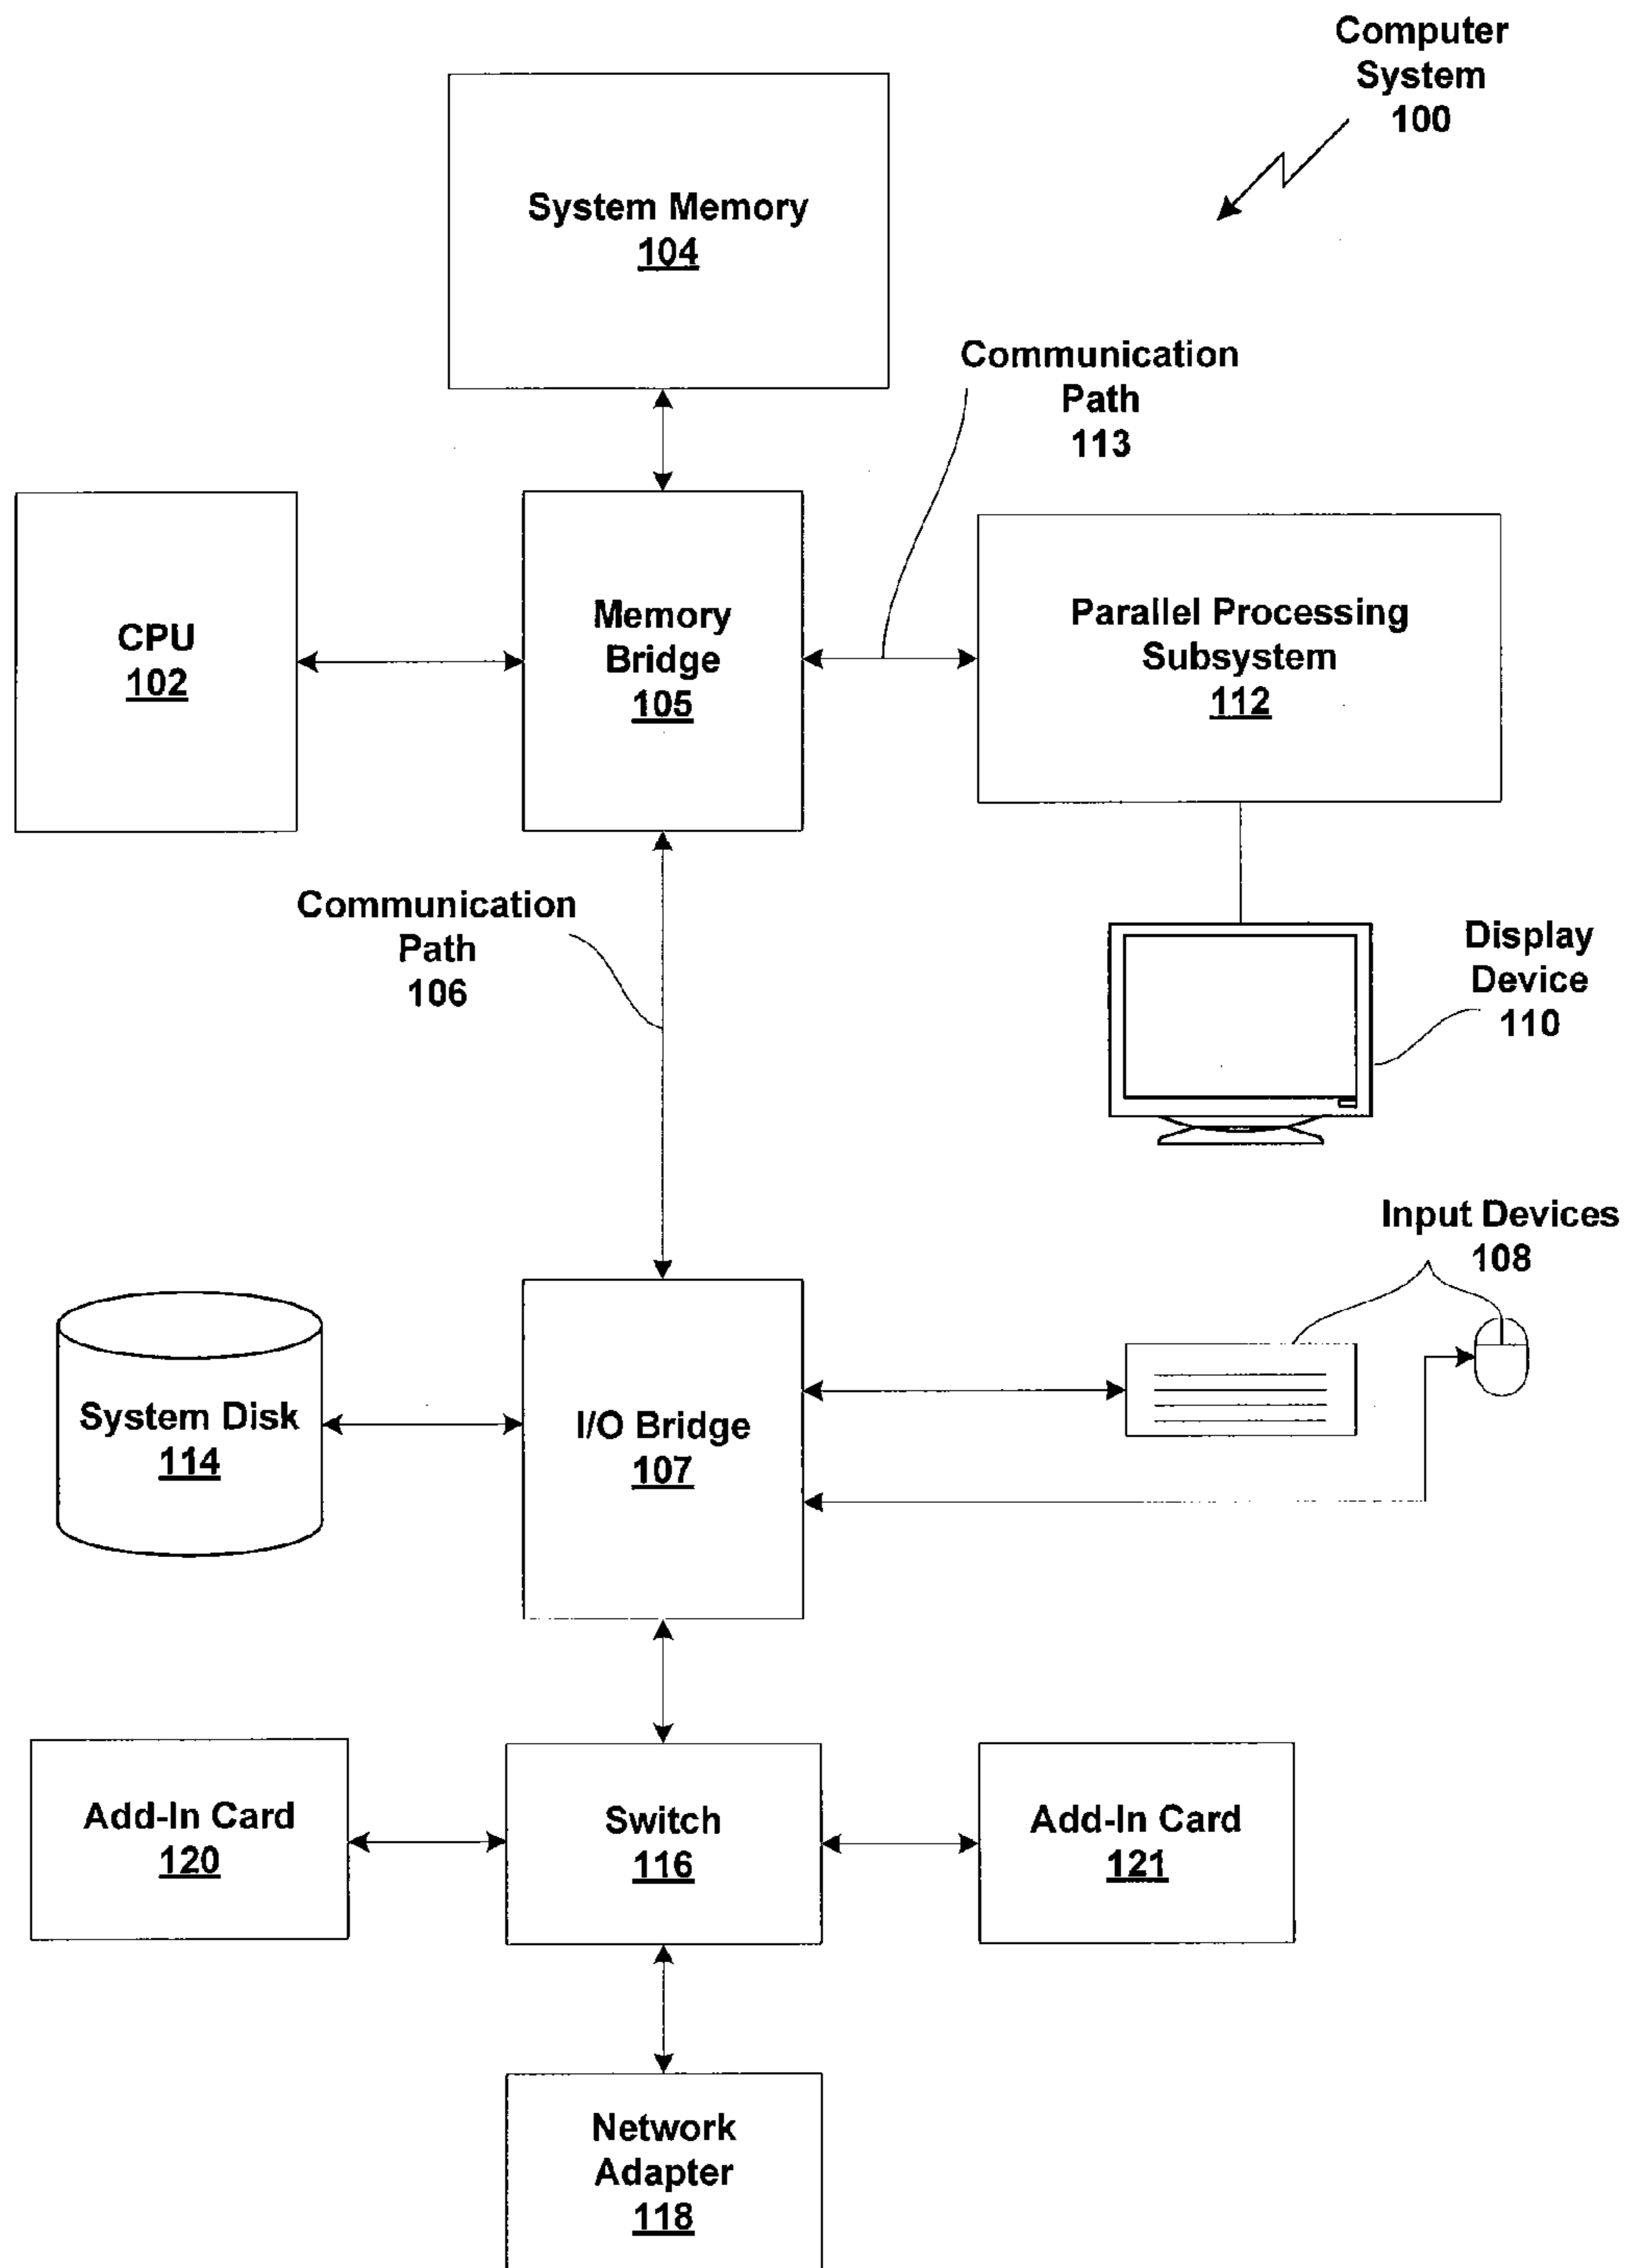 Computer
System
100
System Memory
104
Communication
Path
113
CPU
102
Memory
Bridge
105
Parallel Processing
Subsystem
112
Communication
Path
106
Display
Device
110
Input Devices
108
System Disk
114
I/O Bridge
107
Add-In Card
120
Switch
116
Add-In Card
121
Network
Adapter
118